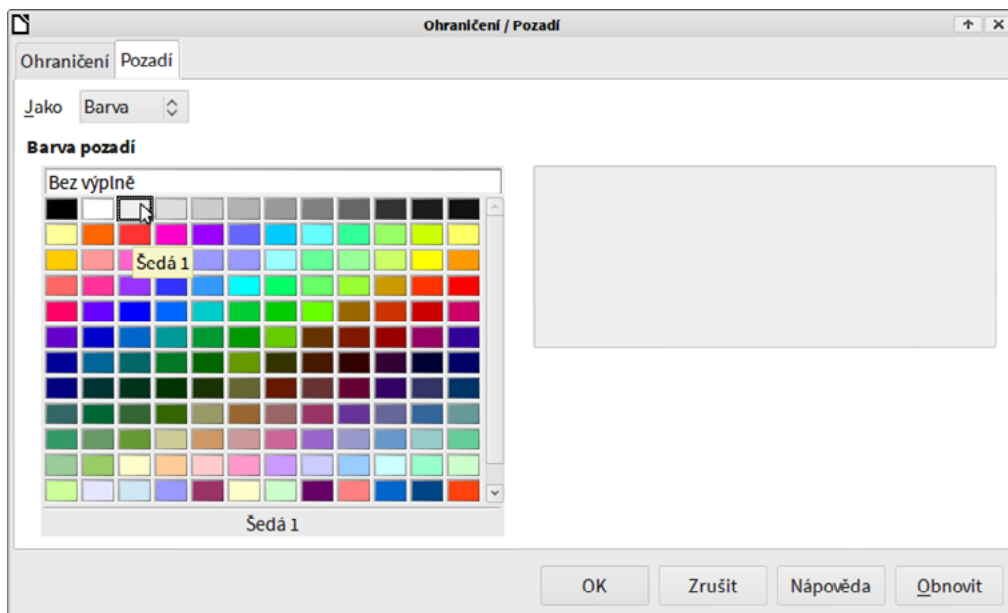 Ohraničení / Pozadí
Ohraničení Pozadí
Jako Barva
Barva pozadí
Bez výplně
Šedá 1
Šedá 1
OK Zrušit Nápověda Obnovit